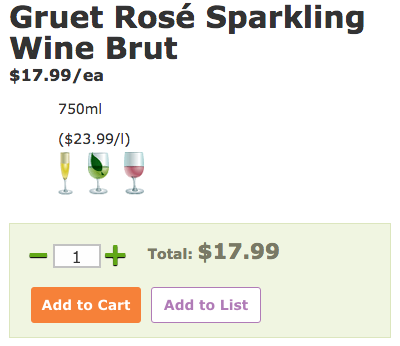 Gruet Rosé Sparkling
Wine Brut
$17.99/ea
750ml
($23.99/l)
1 Total: $17.99
Add to Cart Add to List